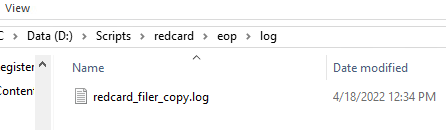 View
Data (D:) > Scripts > redcard > eop > log
Name
Date modified
redcard_filer_copy.log
4/18/2022 12:34 PM